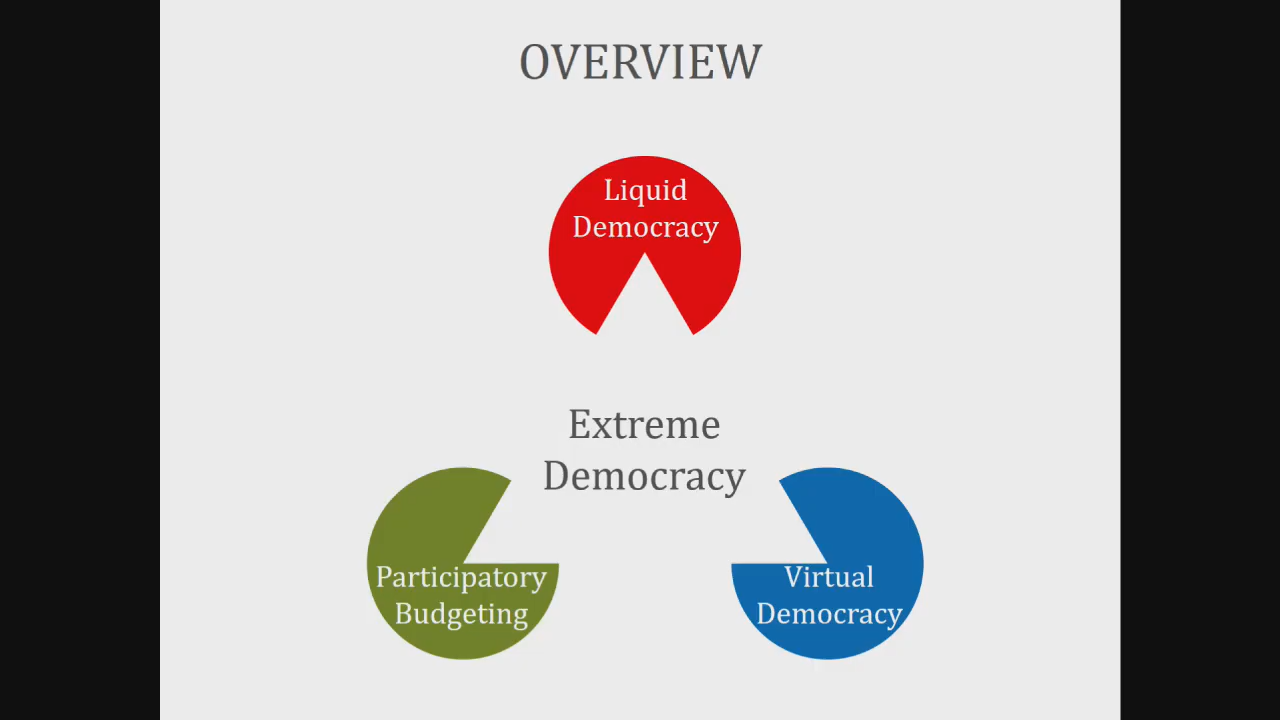 OVERVIEW
Liquid
Democracy
Extreme
Democracy
Participatory
Budgeting
Virtual
Democracy